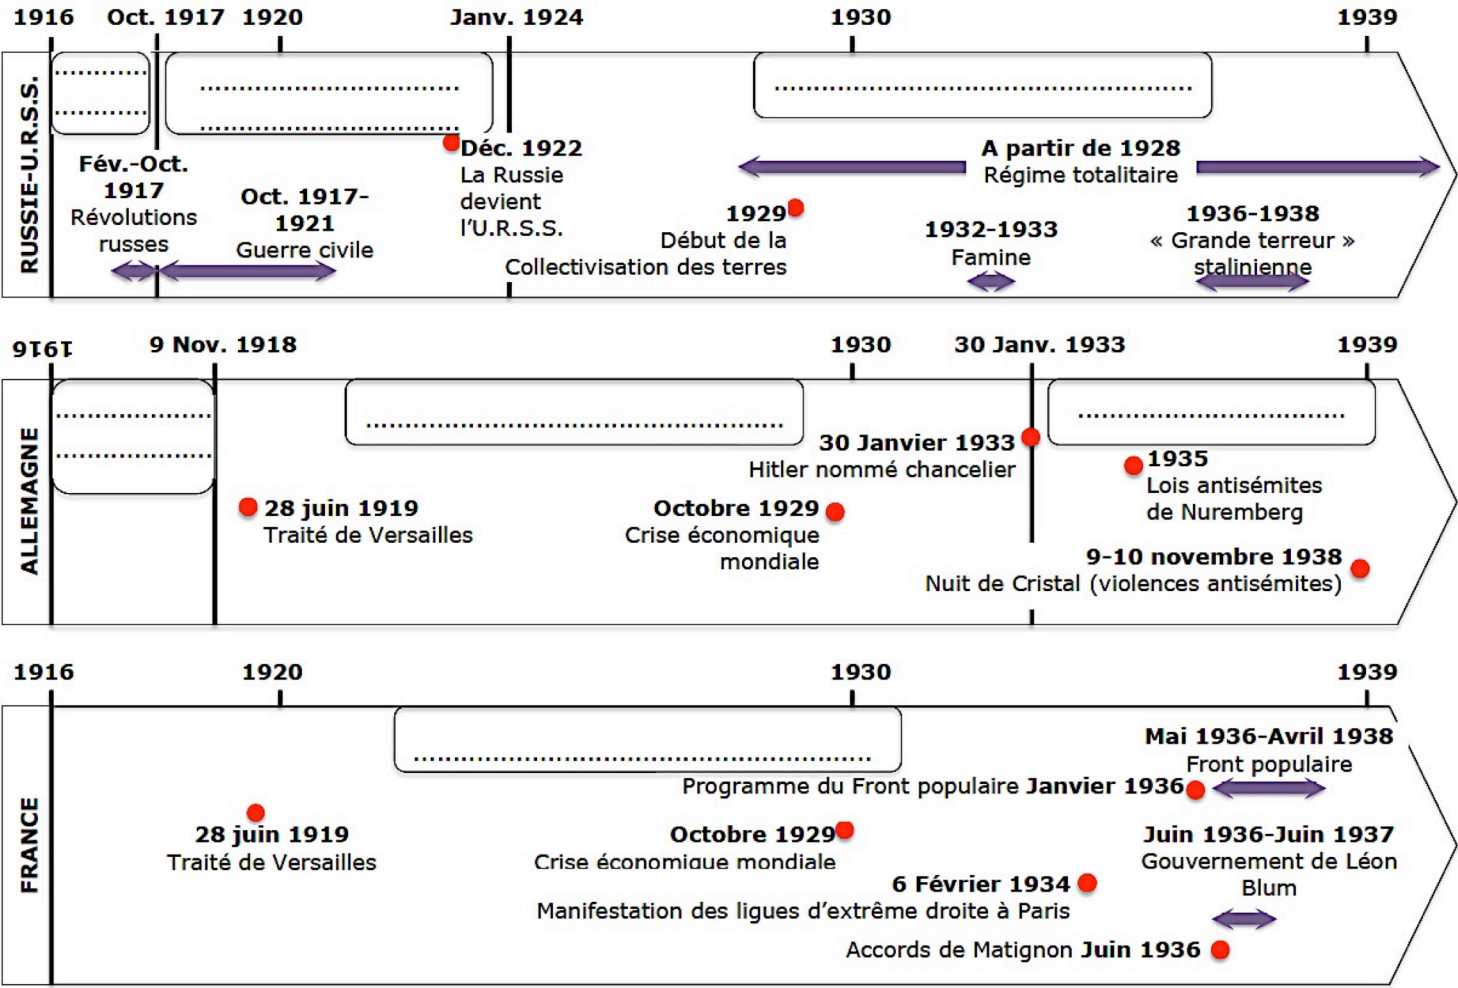 1916 Oct. 1917 1920 Janv. 1924 1930 1939
RUSSIE-U.R.S.S.
Fév.-Oct.
1917
Révolutions
russes
Oct. 1917-
1921
Guerre civile
Déc. 1922
La Russie
devient
l’U.R.S.S.
1929
Début de la
Collectivisation des terres
A partir de 1928
Régime totalitaire
1932-1933
Famine
1936-1938
« Grande terreur »
stalinienne
1916 9 Nov. 1918 1930 30 Janv. 1933 1939
ALLEMAGNE
28 juin 1919
Traité de Versailles
Octobre 1929
Crise économique
mondiale
30 Janvier 1933
Hitler nommé chancelier
1935
Lois antisémites
de Nuremberg
9-10 novembre 1938
Nuit de Cristal (violences antisémites)
1916 1920 1930 1939
FRANCE
28 juin 1919
Traité de Versailles
Octobre 1929
Crise économique mondiale
6 Février 1934
Manifestation des ligues d’extrême droite à Paris
Programme du Front populaire Janvier 1936
Mai 1936-Avril 1938
Front populaire
Juin 1936-Juin 1937
Gouvernement de Léon
Blum
Accords de Matignon Juin 1936